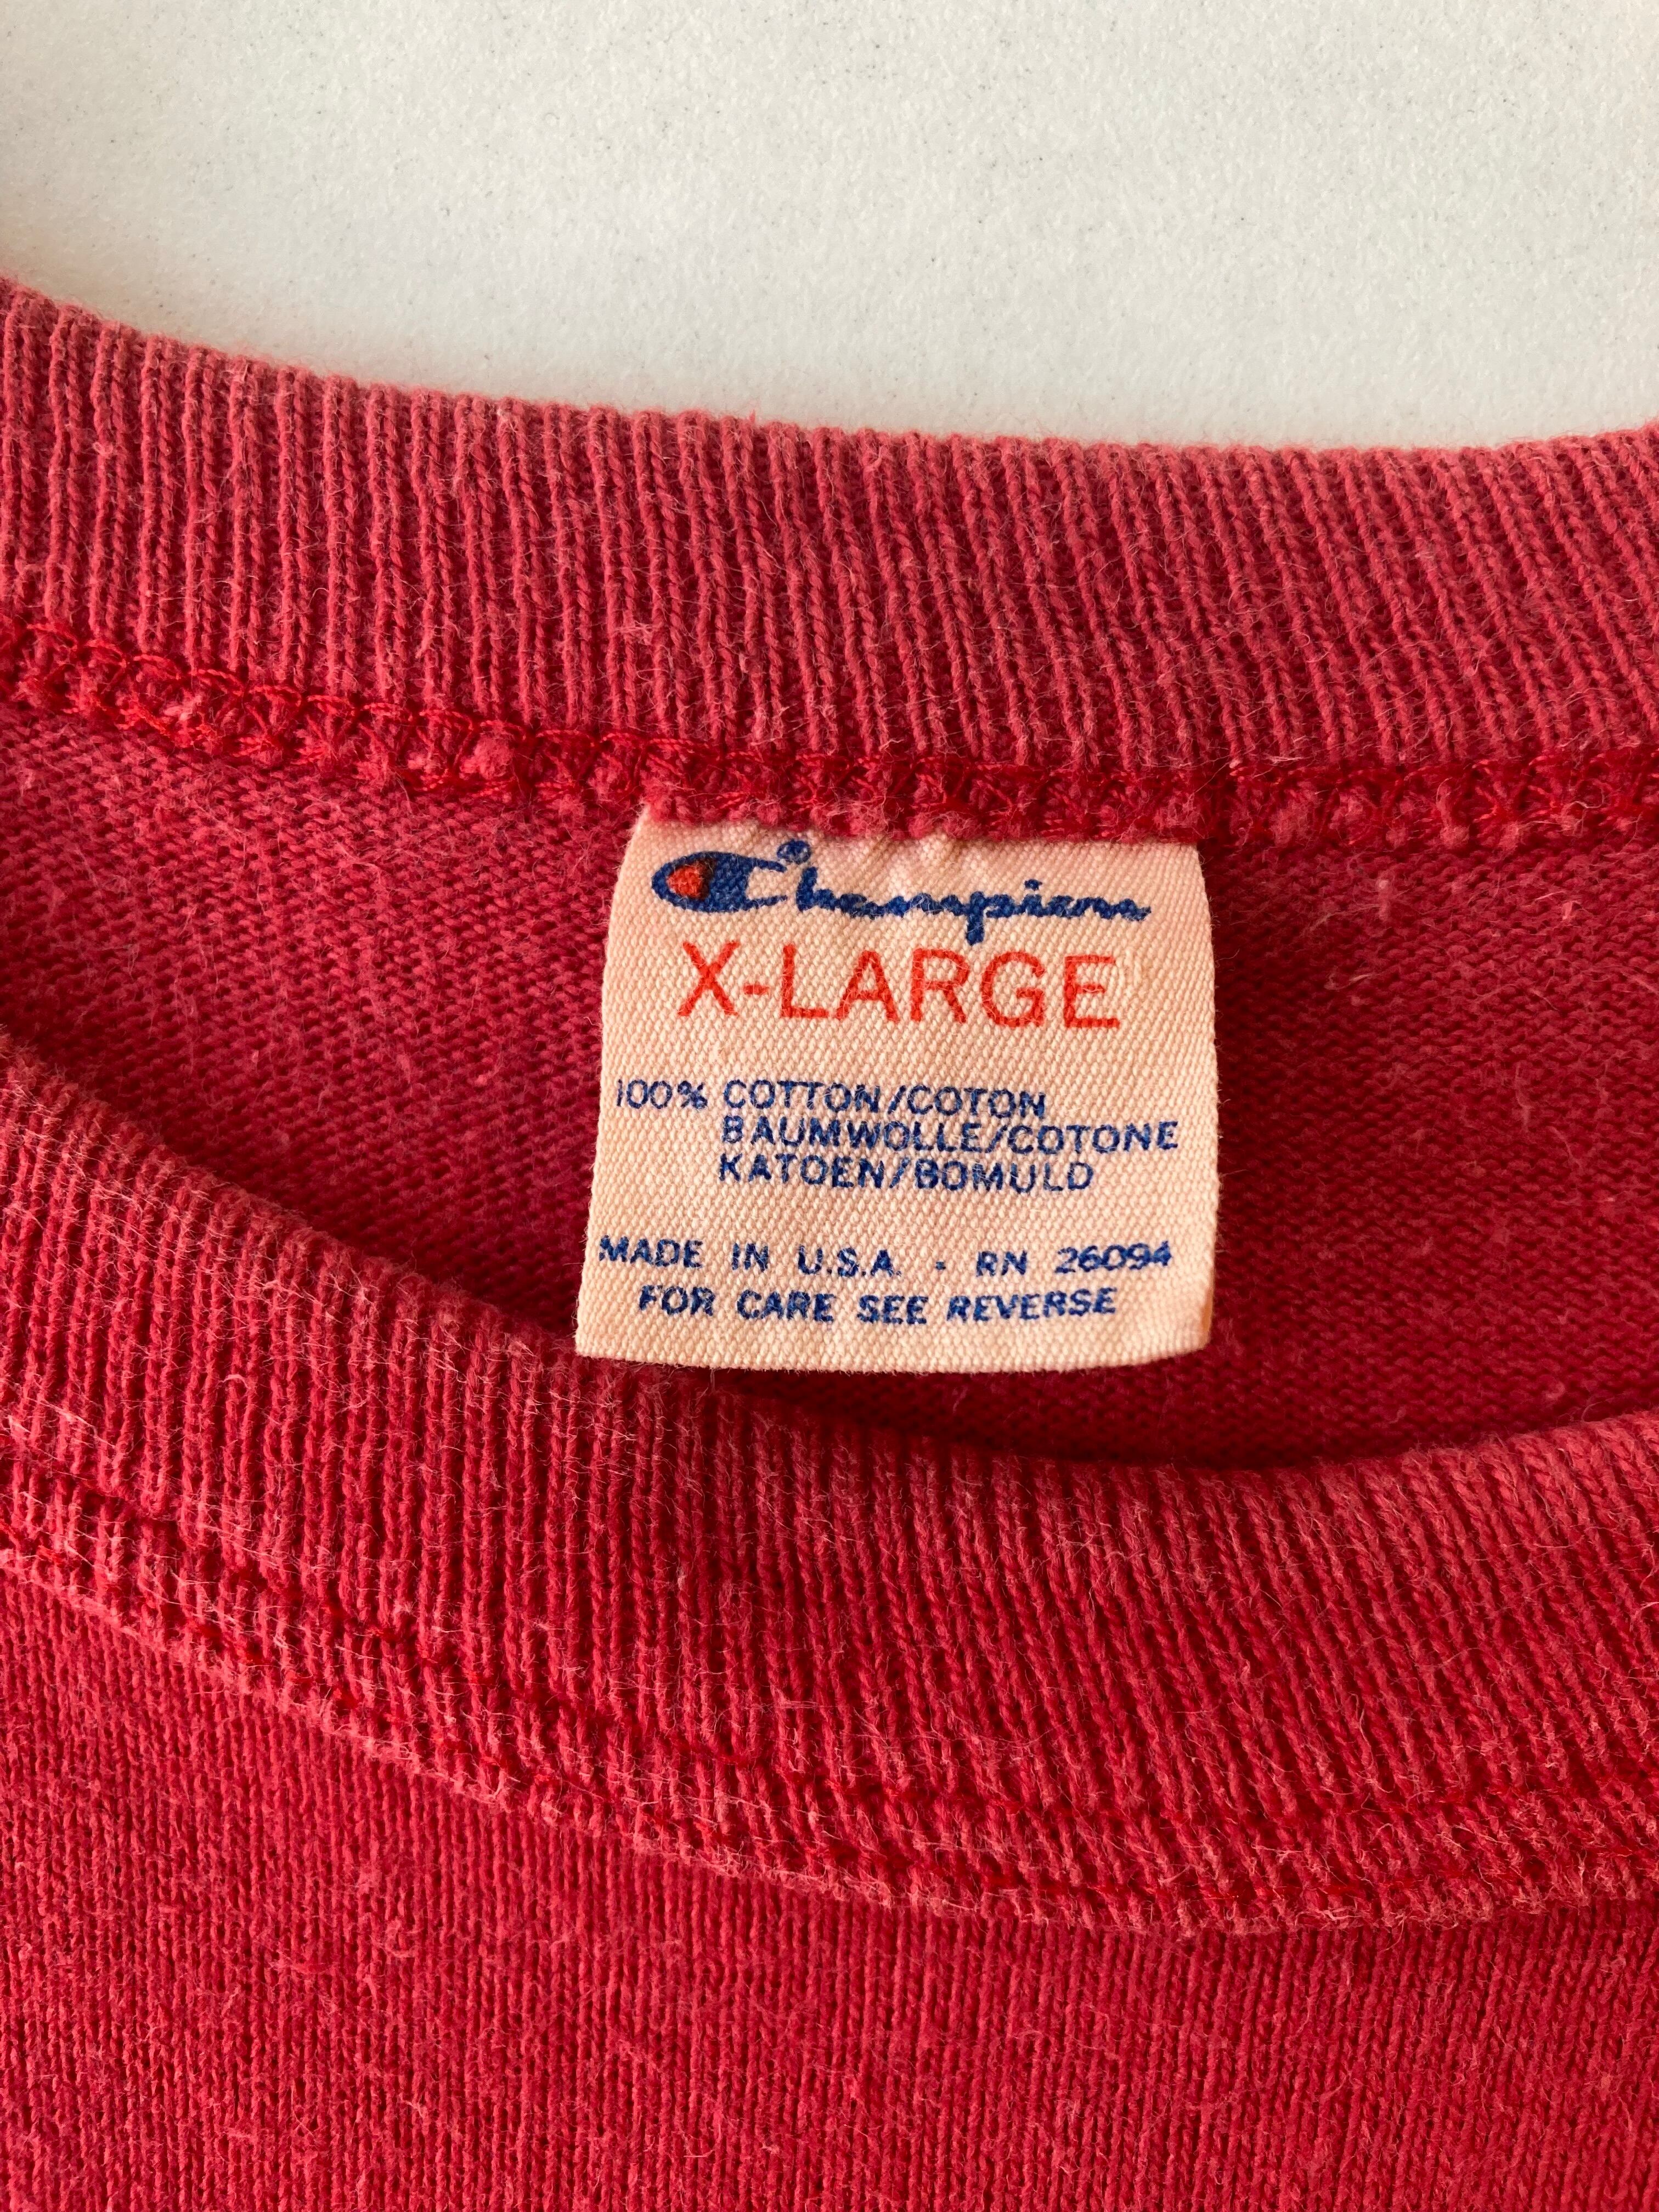 Champion
X-LARGE
100% COTTON/COTON
BAUMWOLLE/COTONE
KATOEN/BOMULD
MADE IN U.S.A. - RN 26094
FOR CARE SEE REVERSE